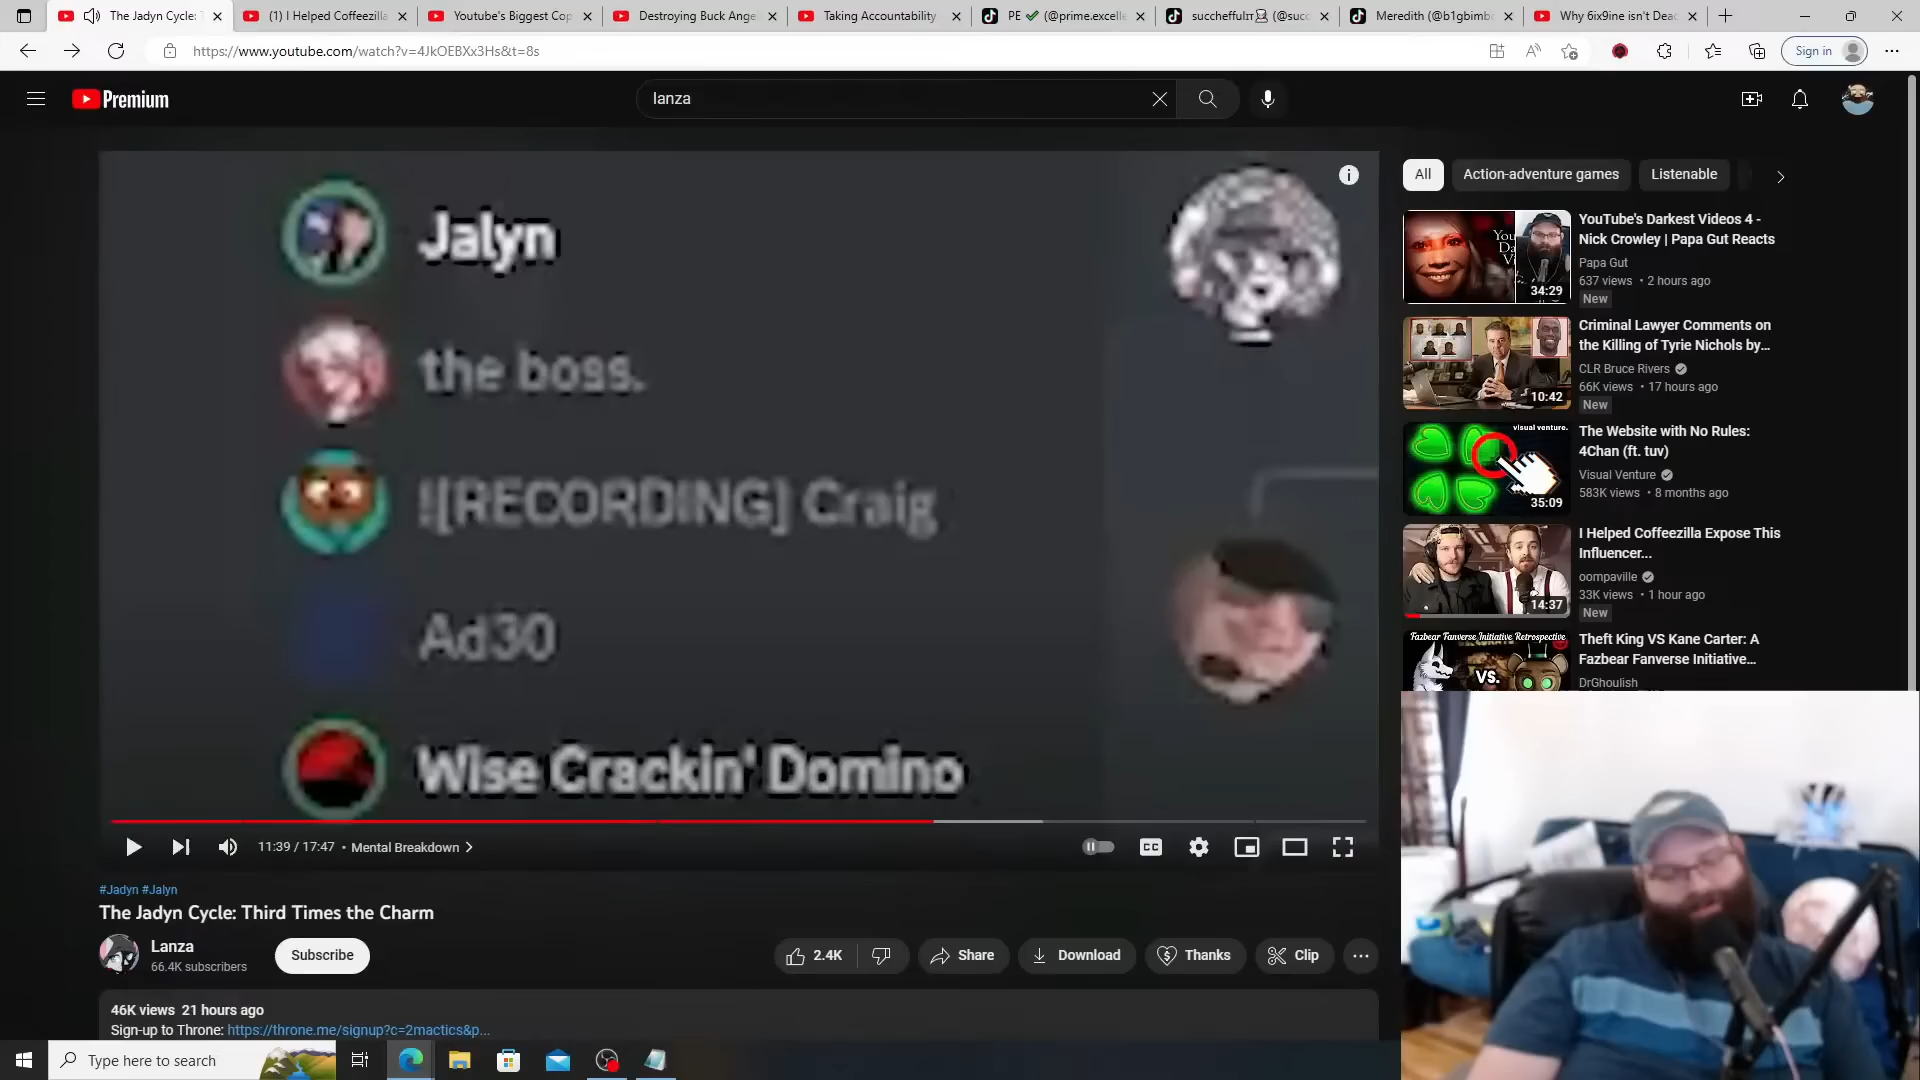 The Jadyn Cycle: T
(1) I Helped Coffeezilla
Youtube's Biggest Cop
Destroying Buck Ange
Taking Accountability
PE ✅ (@prime.excelle
(@succ
Meredith (@b1gbimbo
Why 6ix9ine isn't Dead
https://www.youtube.com/watch?v=4JkOEBXx3Hs&t=8s
Sign in
Premium
lanza
Jalyn
the boss.
![RECORDING] Craig
Ad30
Wise Crackin' Domino
11:39 / 17:47 • Mental Breakdown
CC
#Jadyn #Jalyn
The Jadyn Cycle: Third Times the Charm
Lanza
66.4K subscribers
Subscribe
2.4K
Share
Download
Thanks
Clip
46K views 21 hours ago
Sign-up to Throne: https://throne.me/signup?c=2mactics&p...
All
Action-adventure games
Listenable
34:29
YouTube's Darkest Videos 4 -
Nick Crowley | Papa Gut Reacts
Papa Gut
637 views • 2 hours ago
New
10:42
Criminal Lawyer Comments on
the Killing of Tyrie Nichols by...
CLR Bruce Rivers
66K views • 17 hours ago
New
visual venture.
35:09
The Website with No Rules:
4Chan (ft. tuv)
Visual Venture
583K views • 8 months ago
14:37
I Helped Coffeezilla Expose This
Influencer...
oompaville
33K views • 1 hour ago
New
Fazbear Fanverse Initiative Retrospective
VS.
Theft King VS Kane Carter: A
Fazbear Fanverse Initiative...
DrGhoulish
Type here to search